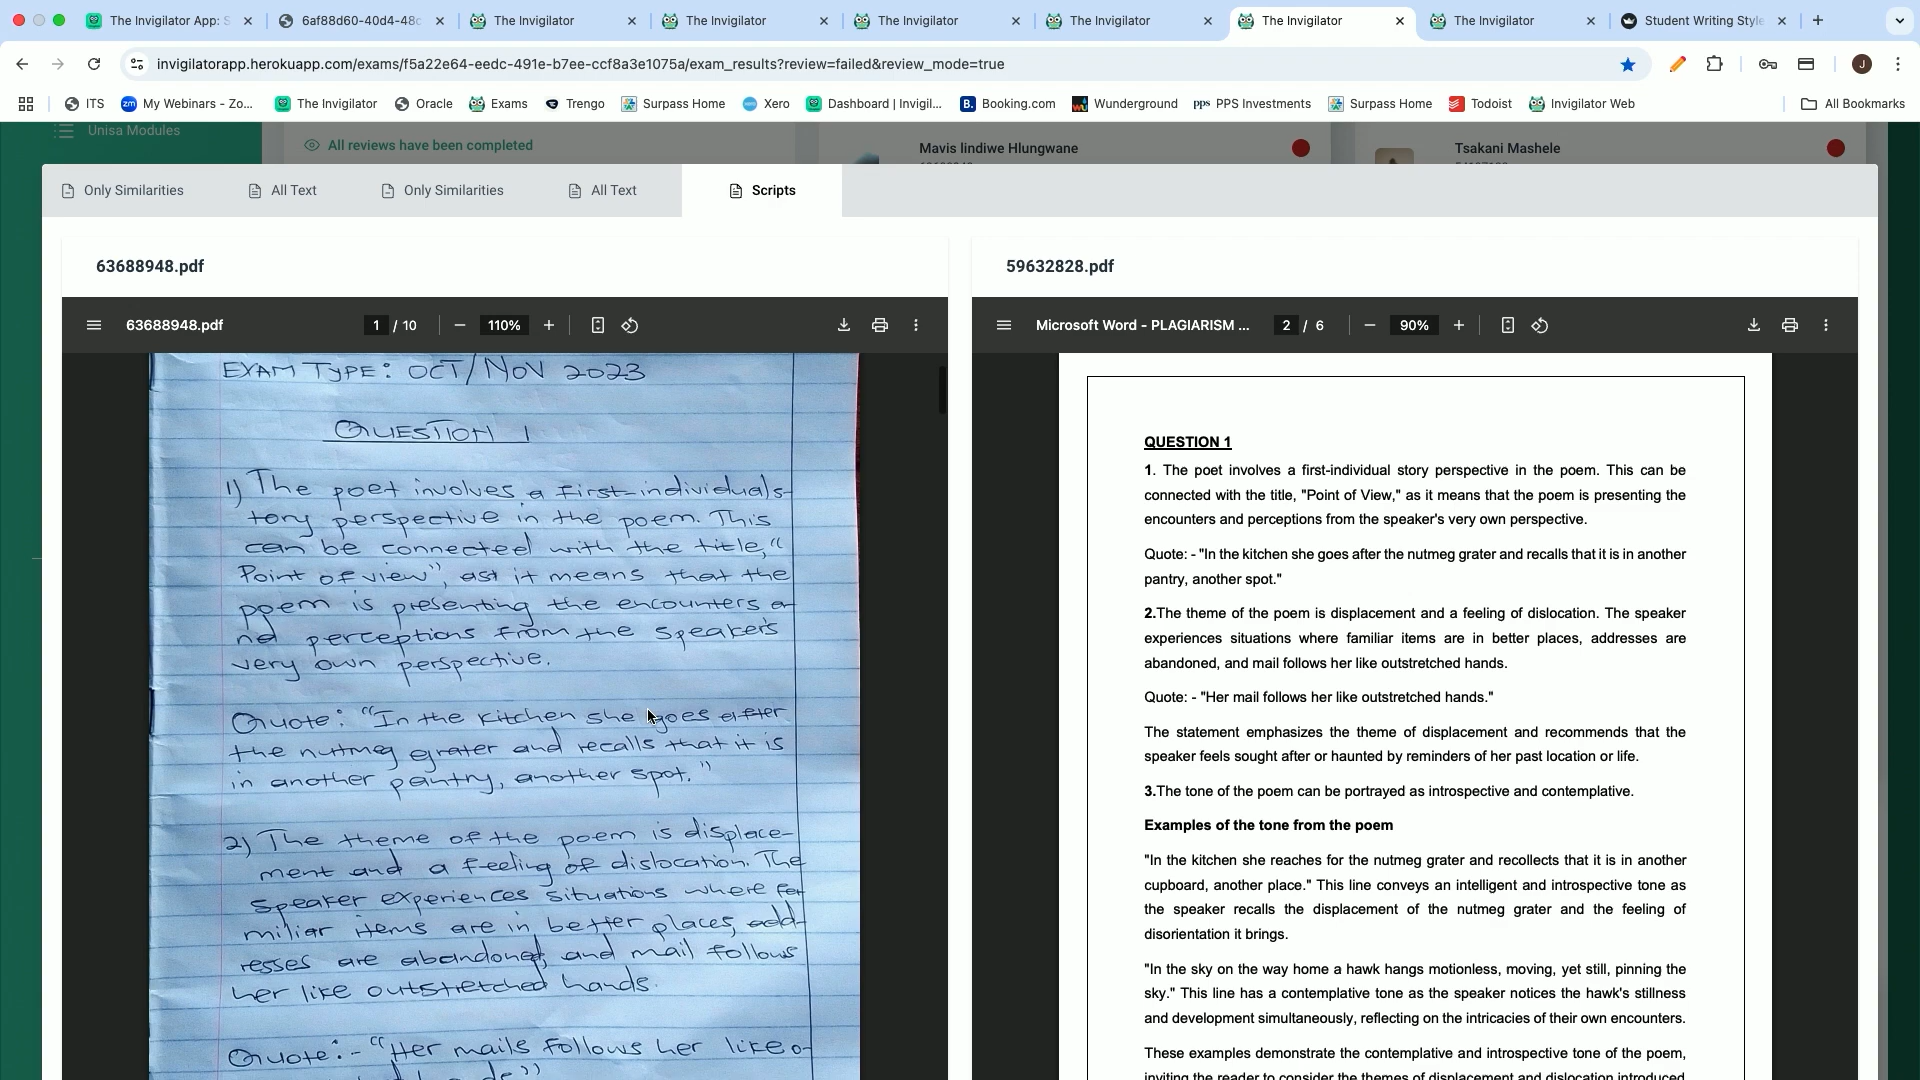 The Invigilator App: S
6af88d60-40d4-48c
The Invigilator
The Invigilator
The Invigilator
The Invigilator
The Invigilator
The Invigilator
Student Writing Style
invigilatorapp.herokuapp.com/exams/f5a22e64-eedc-491e-b7ee-ccf8a3e1075a/exam_results?review=failed&review_mode=true
J
ITS
My Webinars - Zo...
The Invigilator
Oracle
Exams
Trengo
Surpass Home
Xero
Dashboard | Invigil...
Booking.com
Wunderground
PPS Investments
Surpass Home
Todoist
Invigilator Web
All Bookmarks
Unisa Modules
All reviews have been completed
Mavis lindiwe Hlungwane
Tsakani Mashele
Only Similarities
All Text
Only Similarities
All Text
Scripts
63688948.pdf
63688948.pdf
1 / 10
110%
EXAM TYPE: OCT/NOV 2023
QUESTION 1
1) The poet involves a first-individual s-
tory perspective in the poem. This
can be connected with the title, "
Point of view", as it means that the
poem is presenting the encounters a-
nd perceptions from the speaker's
very own perspective.
Quote: "In the kitchen she goes after
the nutmeg grater and recalls that it is
in another pantry, another spot."
2) The theme of the poem is displace-
ment and a feeling of dislocation. The
speaker experiences situations where fa-
miliar items are in better places, add-
resses are abandoned, and mail follows
her like outstretched hands.
Quote:- "Her mails follows her like o-
59632828.pdf
Microsoft Word - PLAGIARISM ...
2 / 6
90%
QUESTION 1
1. The poet involves a first-individual story perspective in the poem. This can be
connected with the title, "Point of View," as it means that the poem is presenting the
encounters and perceptions from the speaker's very own perspective.
Quote: - "In the kitchen she goes after the nutmeg grater and recalls that it is in another
pantry, another spot."
2.The theme of the poem is displacement and a feeling of dislocation. The speaker
experiences situations where familiar items are in better places, addresses are
abandoned, and mail follows her like outstretched hands.
Quote: - "Her mail follows her like outstretched hands."
The statement emphasizes the theme of displacement and recommends that the
speaker feels sought after or haunted by reminders of her past location or life.
3.The tone of the poem can be portrayed as introspective and contemplative.
Examples of the tone from the poem
"In the kitchen she reaches for the nutmeg grater and recollects that it is in another
cupboard, another place." This line conveys an intelligent and introspective tone as
the speaker recalls the displacement of the nutmeg grater and the feeling of
disorientation it brings.
"In the sky on the way home a hawk hangs motionless, moving, yet still, pinning the
sky." This line has a contemplative tone as the speaker notices the hawk's stillness
and development simultaneously, reflecting on the intricacies of their own encounters.
These examples demonstrate the contemplative and introspective tone of the poem,
inviting the reader to consider the themes of displacement and dislocation introduced